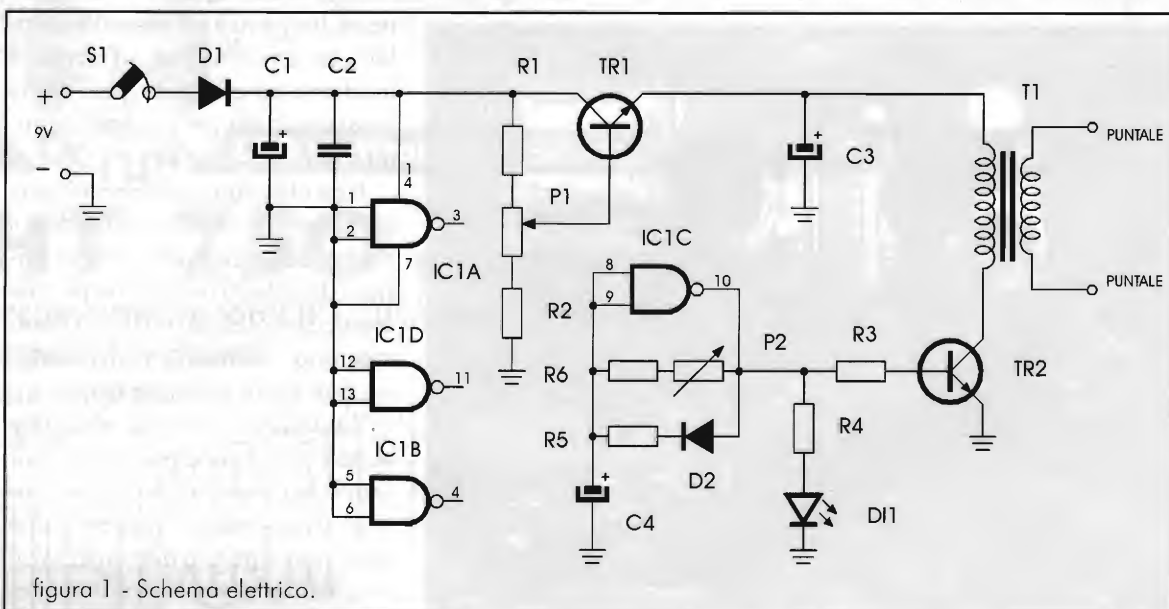 S1
D1
C1
C2
R1
TR1
T1
+
9V
-
+
+
C3
PUNTALE
PUNTALE
1
4
1
2
3
7
IC1A
P1
IC1C
8
9
10
R2
IC1D
12
13
11
R6
P2
R3
TR2
R5
D2
R4
IC1B
5
6
4
+
C4
DI1
figura 1 - Schema elettrico.